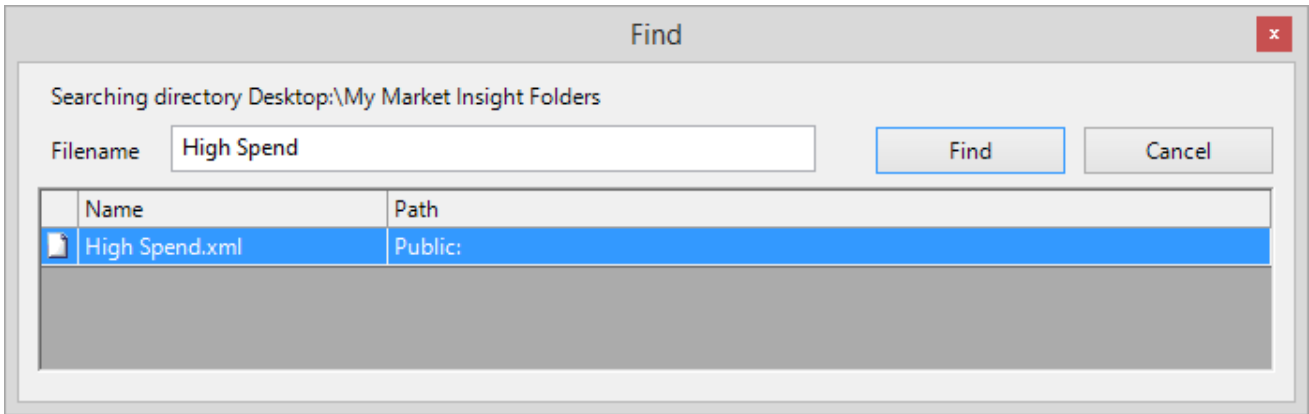 Find
x
Searching directory Desktop:\My Market Insight Folders
Filename High Spend Find Cancel
Name Path
High Spend.xml Public: